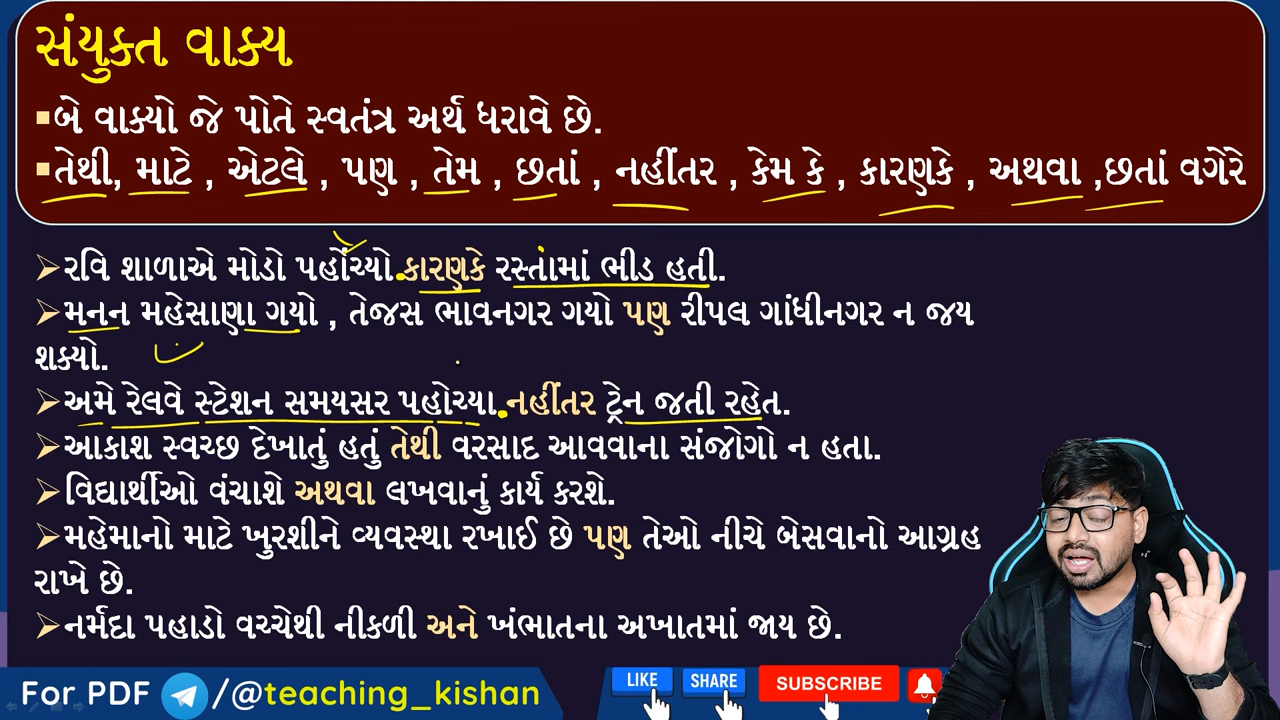 સંયુક્ત વાક્ય
▪બે વાક્યો જે પોતે સ્વતંત્ર અર્થ ધરાવે છે.
▪તેથી, માટે , એટલે , પણ , તેમ , છતાં , નહીંતર , કેમ કે , કારણકે , અથવા ,છતાં વગેરે
➢રવિ શાળાએ મોડો પહોંચ્યો કારણકે રસ્તામાં ભીડ હતી.
➢મનન મહેસાણા ગયો , તેજસ ભાવનગર ગયો પણ રીપલ ગાંધીનગર ન જય
શક્યો.
➢અમે રેલવે સ્ટેશન સમયસર પહોચ્યા નહીંતર ટ્રેન જતી રહેત.
➢આકાશ સ્વચ્છ દેખાતું હતું તેથી વરસાદ આવવાના સંજોગો ન હતા.
➢વિદ્યાર્થીઓ વંચાશે અથવા લખવાનું કાર્ય કરશે.
➢મહેમાનો માટે ખુરશીને વ્યવસ્થા રખાઈ છે પણ તેઓ નીચે બેસવાનો આગ્રહ
રાખે છે.
➢નર્મદા પહાડો વચ્ચેથી નીકળી અને ખંભાતના અખાતમાં જાય છે.
For PDF /@teaching_kishan
LIKE SHARE SUBSCRIBE